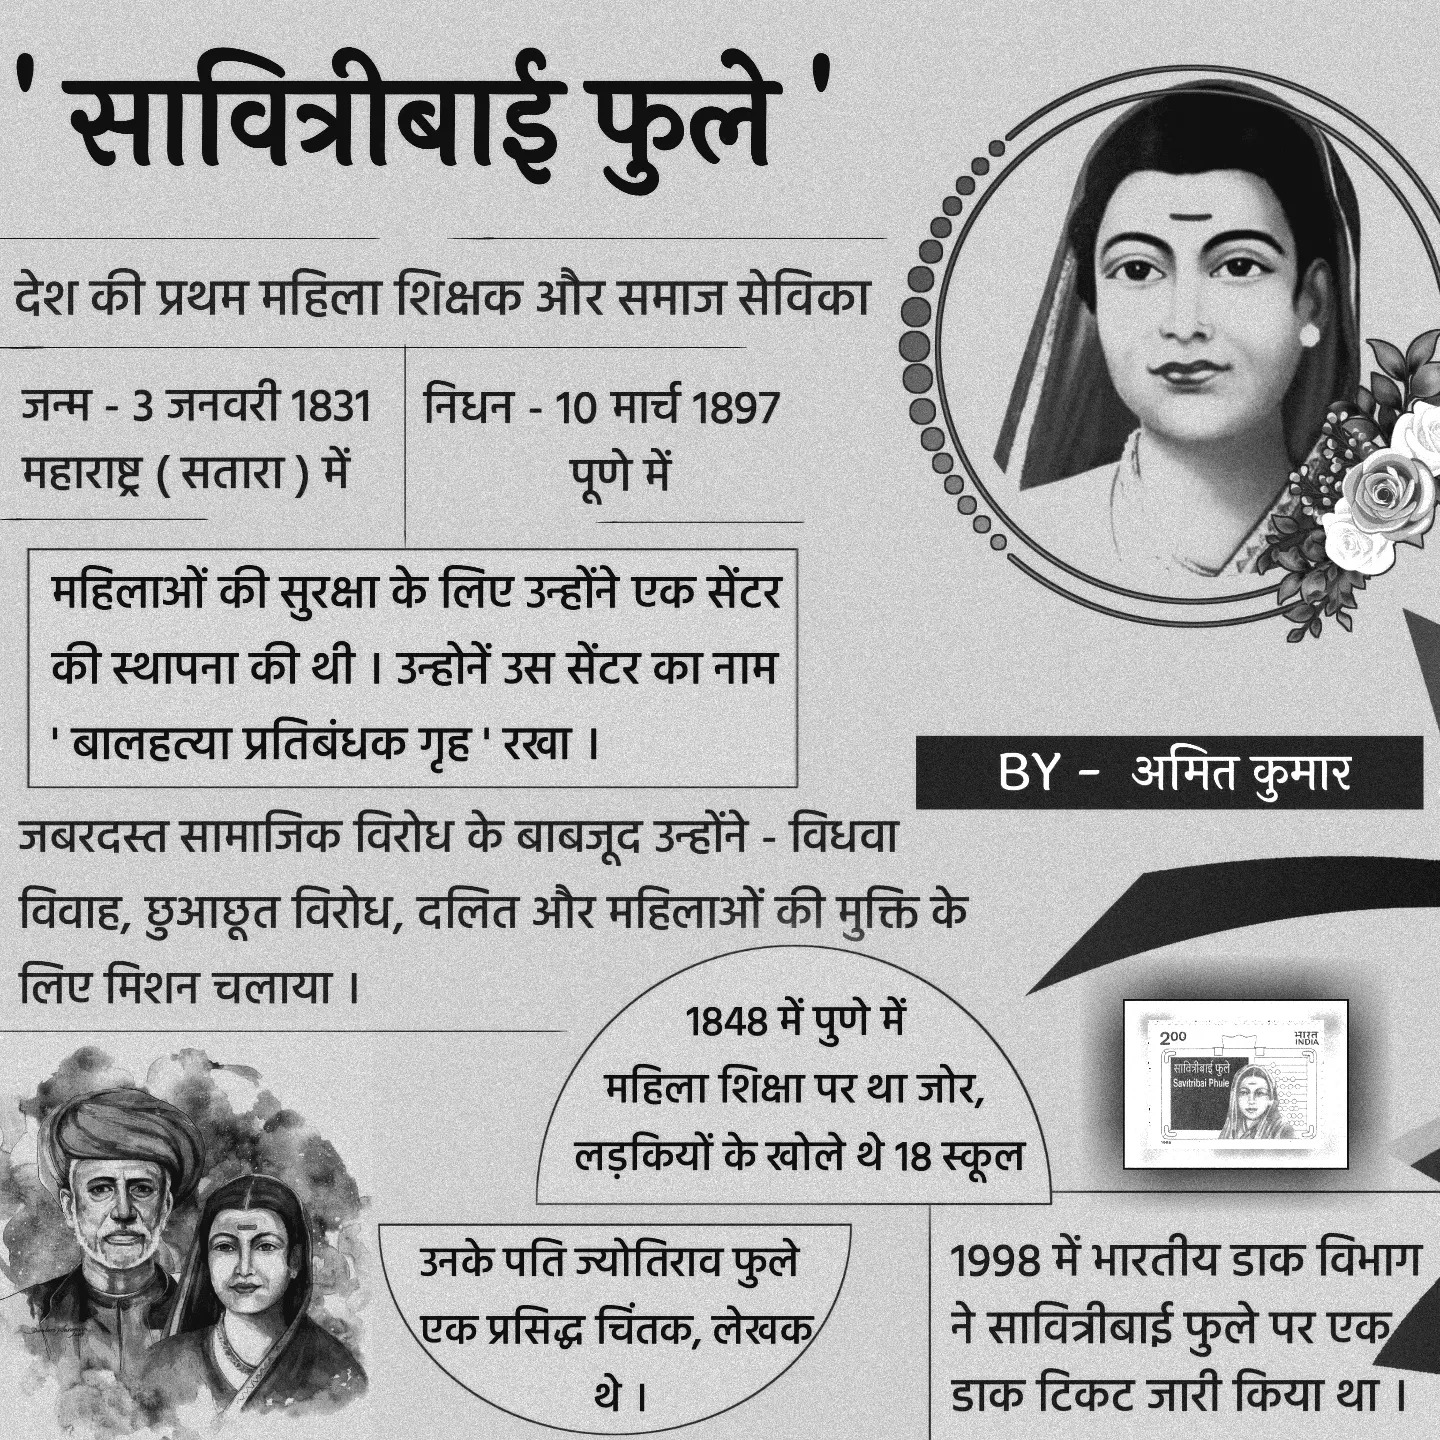 ' सावित्रीबाई फुले '
देश की प्रथम महिला शिक्षक और समाज सेविका
जन्म - 3 जनवरी 1831
महाराष्ट्र ( सतारा ) में
निधन - 10 मार्च 1897
पूणे में
महिलाओं की सुरक्षा के लिए उन्होंने एक सेंटर
की स्थापना की थी । उन्होनें उस सेंटर का नाम
' बालहत्या प्रतिबंधक गृह ' रखा ।
BY - अमित कुमार
जबरदस्त सामाजिक विरोध के बाबजूद उन्होंने - विधवा
विवाह, छुआछूत विरोध, दलित और महिलाओं की मुक्ति के
लिए मिशन चलाया ।
1848 में पुणे में
महिला शिक्षा पर था जोर,
लड़कियों के खोले थे 18 स्कूल
200 भारत
INDIA
सावित्रीबाई फुले
Savitribai Phule
उनके पति ज्योतिराव फुले
एक प्रसिद्ध चिंतक, लेखक
थे ।
1998 में भारतीय डाक विभाग
ने सावित्रीबाई फुले पर एक
डाक टिकट जारी किया था ।